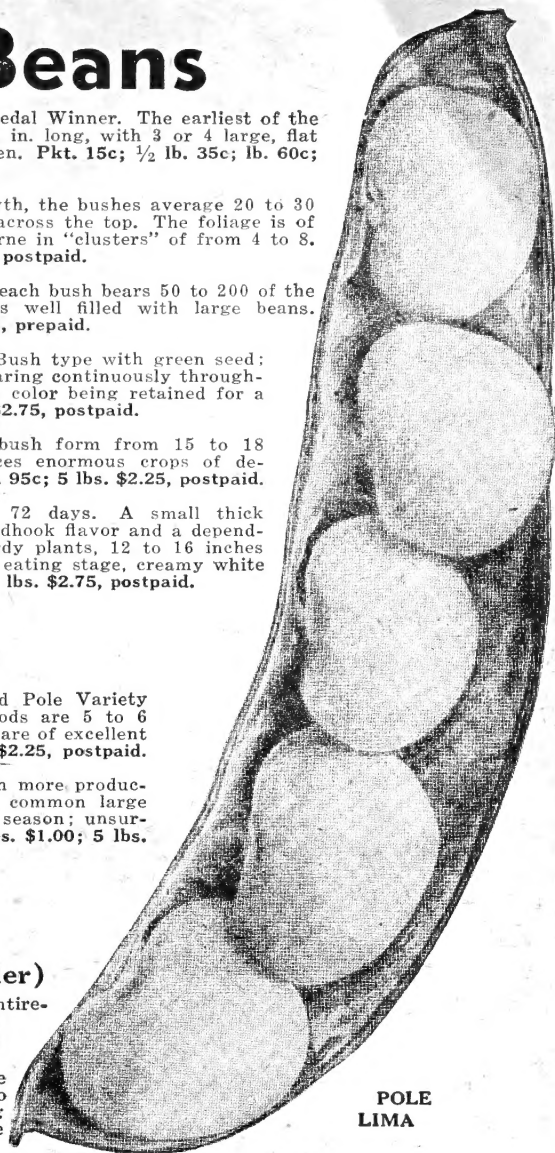 Beans
edal Winner. The earliest of the
in. long, with 3 or 4 large, flat
en. Pkt. 15c; ½ lb. 35c; lb. 60c;
th, the bushes average 20 to 30
across the top. The foliage is of
rne in "clusters" of from 4 to 8.
postpaid.
each bush bears 50 to 200 of the
s well filled with large beans.
, prepaid.
Bush type with green seed;
aring continuously through-
color being retained for a
$2.75, postpaid.
bush form from 15 to 18
ces enormous crops of de-
. 95c; 5 lbs. $2.25, postpaid.
72 days. A small thick
dhook flavor and a depend-
dy plants, 12 to 16 inches
eating stage, creamy white
lbs. $2.75, postpaid.
d Pole Variety
ods are 5 to 6
are of excellent
$2.25, postpaid.
n more produc-
common large
season; unsur-
s. $1.00; 5 lbs.
er)
ntire-
e
o
POLE
LIMA